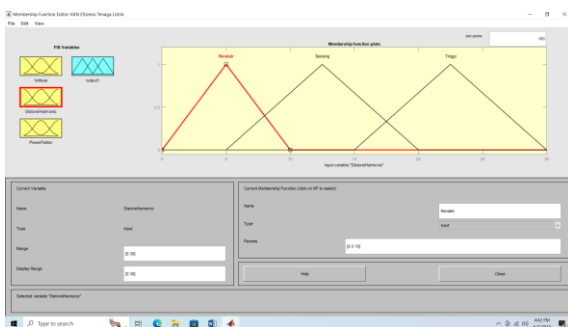 Membership Function Editor: KKN Efisiensi Tenaga Listrik
File Edit View
FIS Variables
Membership function plots
plot points:
181
Voltase
output1
DistorsiHarmonic
PowerFaktor
Rendah
Sedang
Tinggi
1
0.5
0
0 5 10 15 20 25 30
input variable "DistorsiHarmonic"
Current Variable
Name
DistorsiHarmonic
Type
input
Range
[0 30]
Display Range
[0 30]
Current Membership Function (click on MF to select)
Name
Rendah
Type
trimf
Params
[0 5 10]
Help
Close
Selected variable "DistorsiHarmonic"
Type here to search
4:42 PM